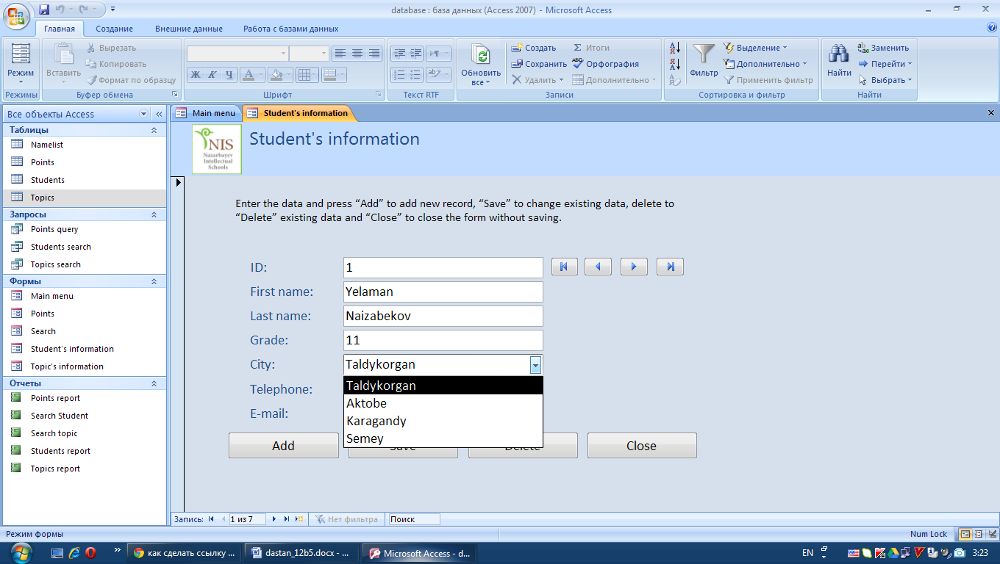 database : база данных (Access 2007) - Microsoft Access
Главная Создание Внешние данные Работа с базами данных
Режим
Режимы
Вставить
Вырезать
Копировать
Формат по образцу
Буфер обмена
Ж К Ч A
Шрифт
Текст RTF
Обновить
все
Создать
Сохранить
Удалить
Σ Итоги
ABC Орфография
Дополнительно
Записи
Фильтр
Выделение
Дополнительно
Применить фильтр
Сортировка и фильтр
Найти
Заменить
Перейти
Выбрать
Найти
Все объекты Access
Таблицы
Namelist
Points
Students
Topics
Запросы
Points query
Students search
Topics search
Формы
Main menu
Points
Search
Student's information
Topic's information
Отчеты
Points report
Search Student
Search topic
Students report
Topics report
Main menu Student's information
NIS
Nazarbayev
Intellectual
Schools
Student's information
Enter the data and press “Add” to add new record, “Save” to change existing data, delete to
“Delete” existing data and “Close” to close the form without saving.
ID: 1
First name: Yelaman
Last name: Naizabekov
Grade: 11
City: Taldykorgan
Taldykorgan
Aktobe
Karagandy
Semey
Telephone:
E-mail:
Add Save Delete Close
Запись: 1 из 7 Нет фильтра Поиск
Режим формы Num Lock
как сделать ссылку ... dastan_12b5.docx - ... Microsoft Access - d... EN 3:23